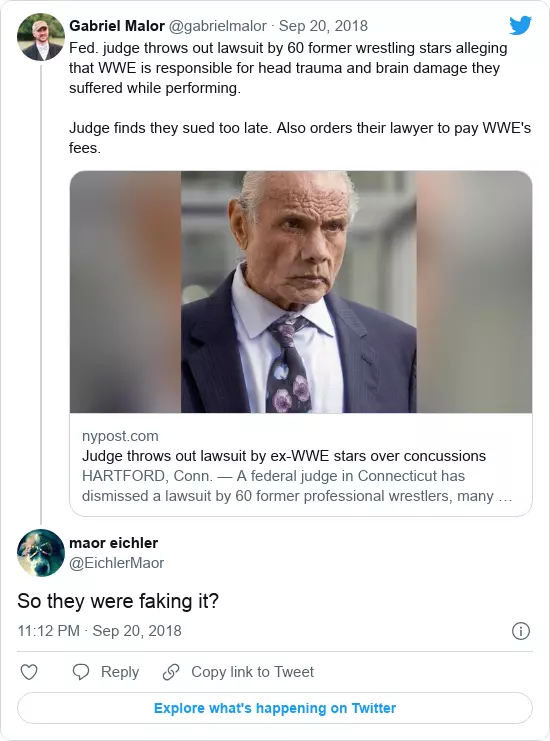 Gabriel Malor @gabrielmalor · Sep 20, 2018
Fed. judge throws out lawsuit by 60 former wrestling stars alleging
that WWE is responsible for head trauma and brain damage they
suffered while performing.
Judge finds they sued too late. Also orders their lawyer to pay WWE's
fees.
nypost.com
Judge throws out lawsuit by ex-WWE stars over concussions
HARTFORD, Conn. — A federal judge in Connecticut has
dismissed a lawsuit by 60 former professional wrestlers, many …
maor eichler
@EichlerMaor
So they were faking it?
11:12 PM · Sep 20, 2018
Reply Copy link to Tweet
Explore what's happening on Twitter